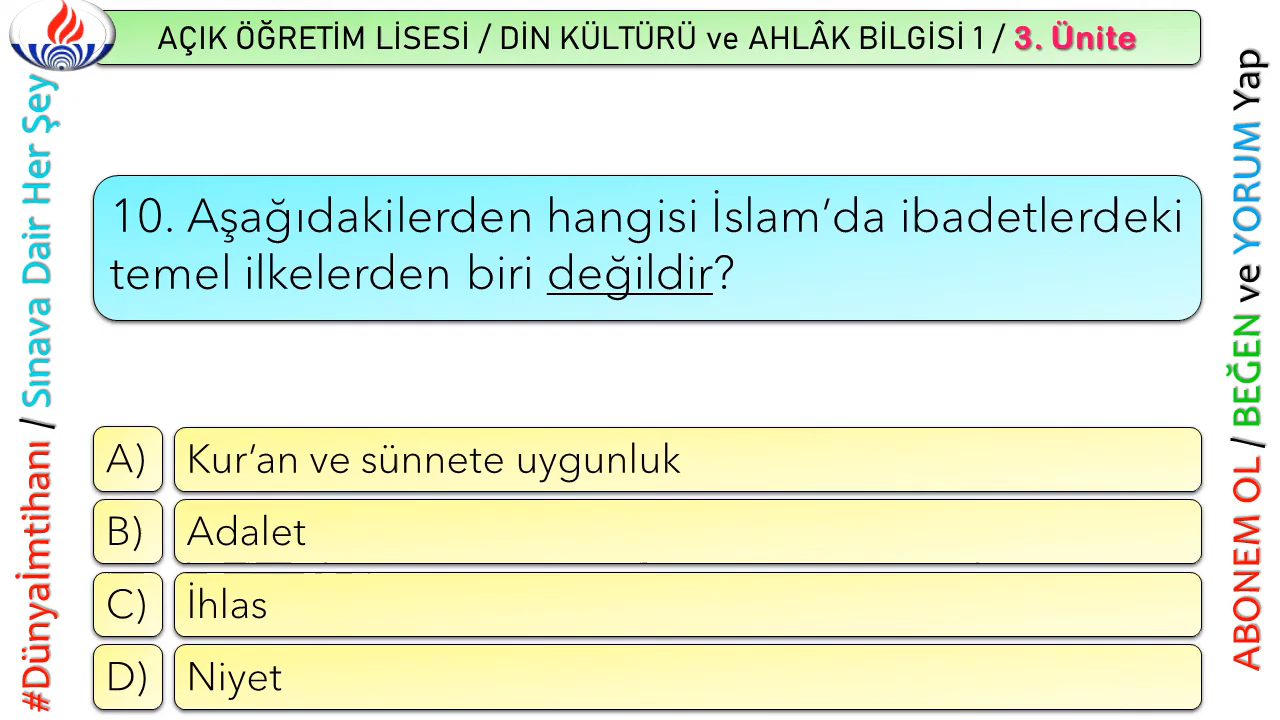 AÇIK ÖĞRETİM LİSESİ / DİN KÜLTÜRÜ ve AHLÂK BİLGİSİ 1 / 3. Ünite
#Dünyaİmtihanı / Sınava Dair Her Şey
10. Aşağıdakilerden hangisi İslam’da ibadetlerdeki
temel ilkelerden biri değildir?
A) Kur’an ve sünnete uygunluk
B) Adalet
C) İhlas
D) Niyet
ABONEM OL / BEĞEN ve YORUM Yap